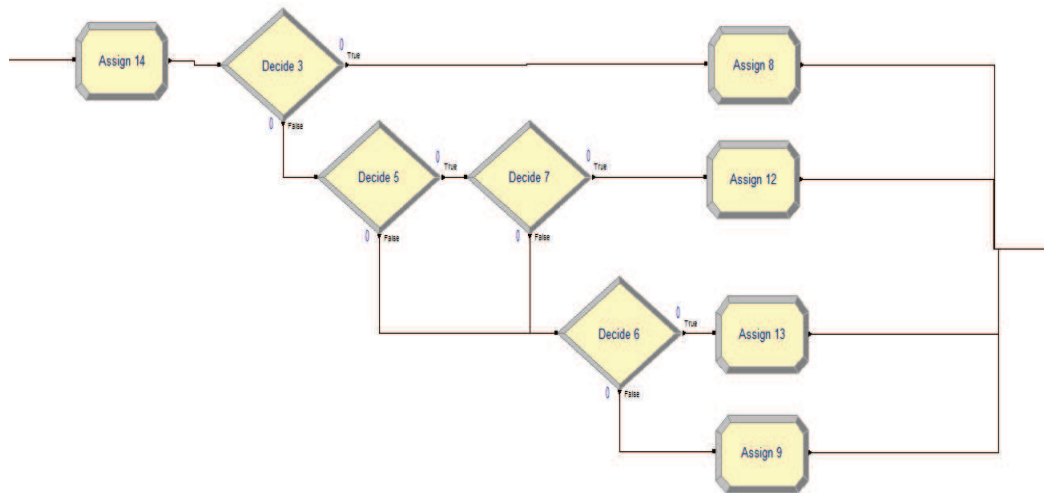 0
True
Assign 14
Decide 3
Assign 8
0
False
0
True
0
True
Decide 5
Decide 7
Assign 12
0
False
0
False
0
True
Decide 6
Assign 13
0
False
Assign 9